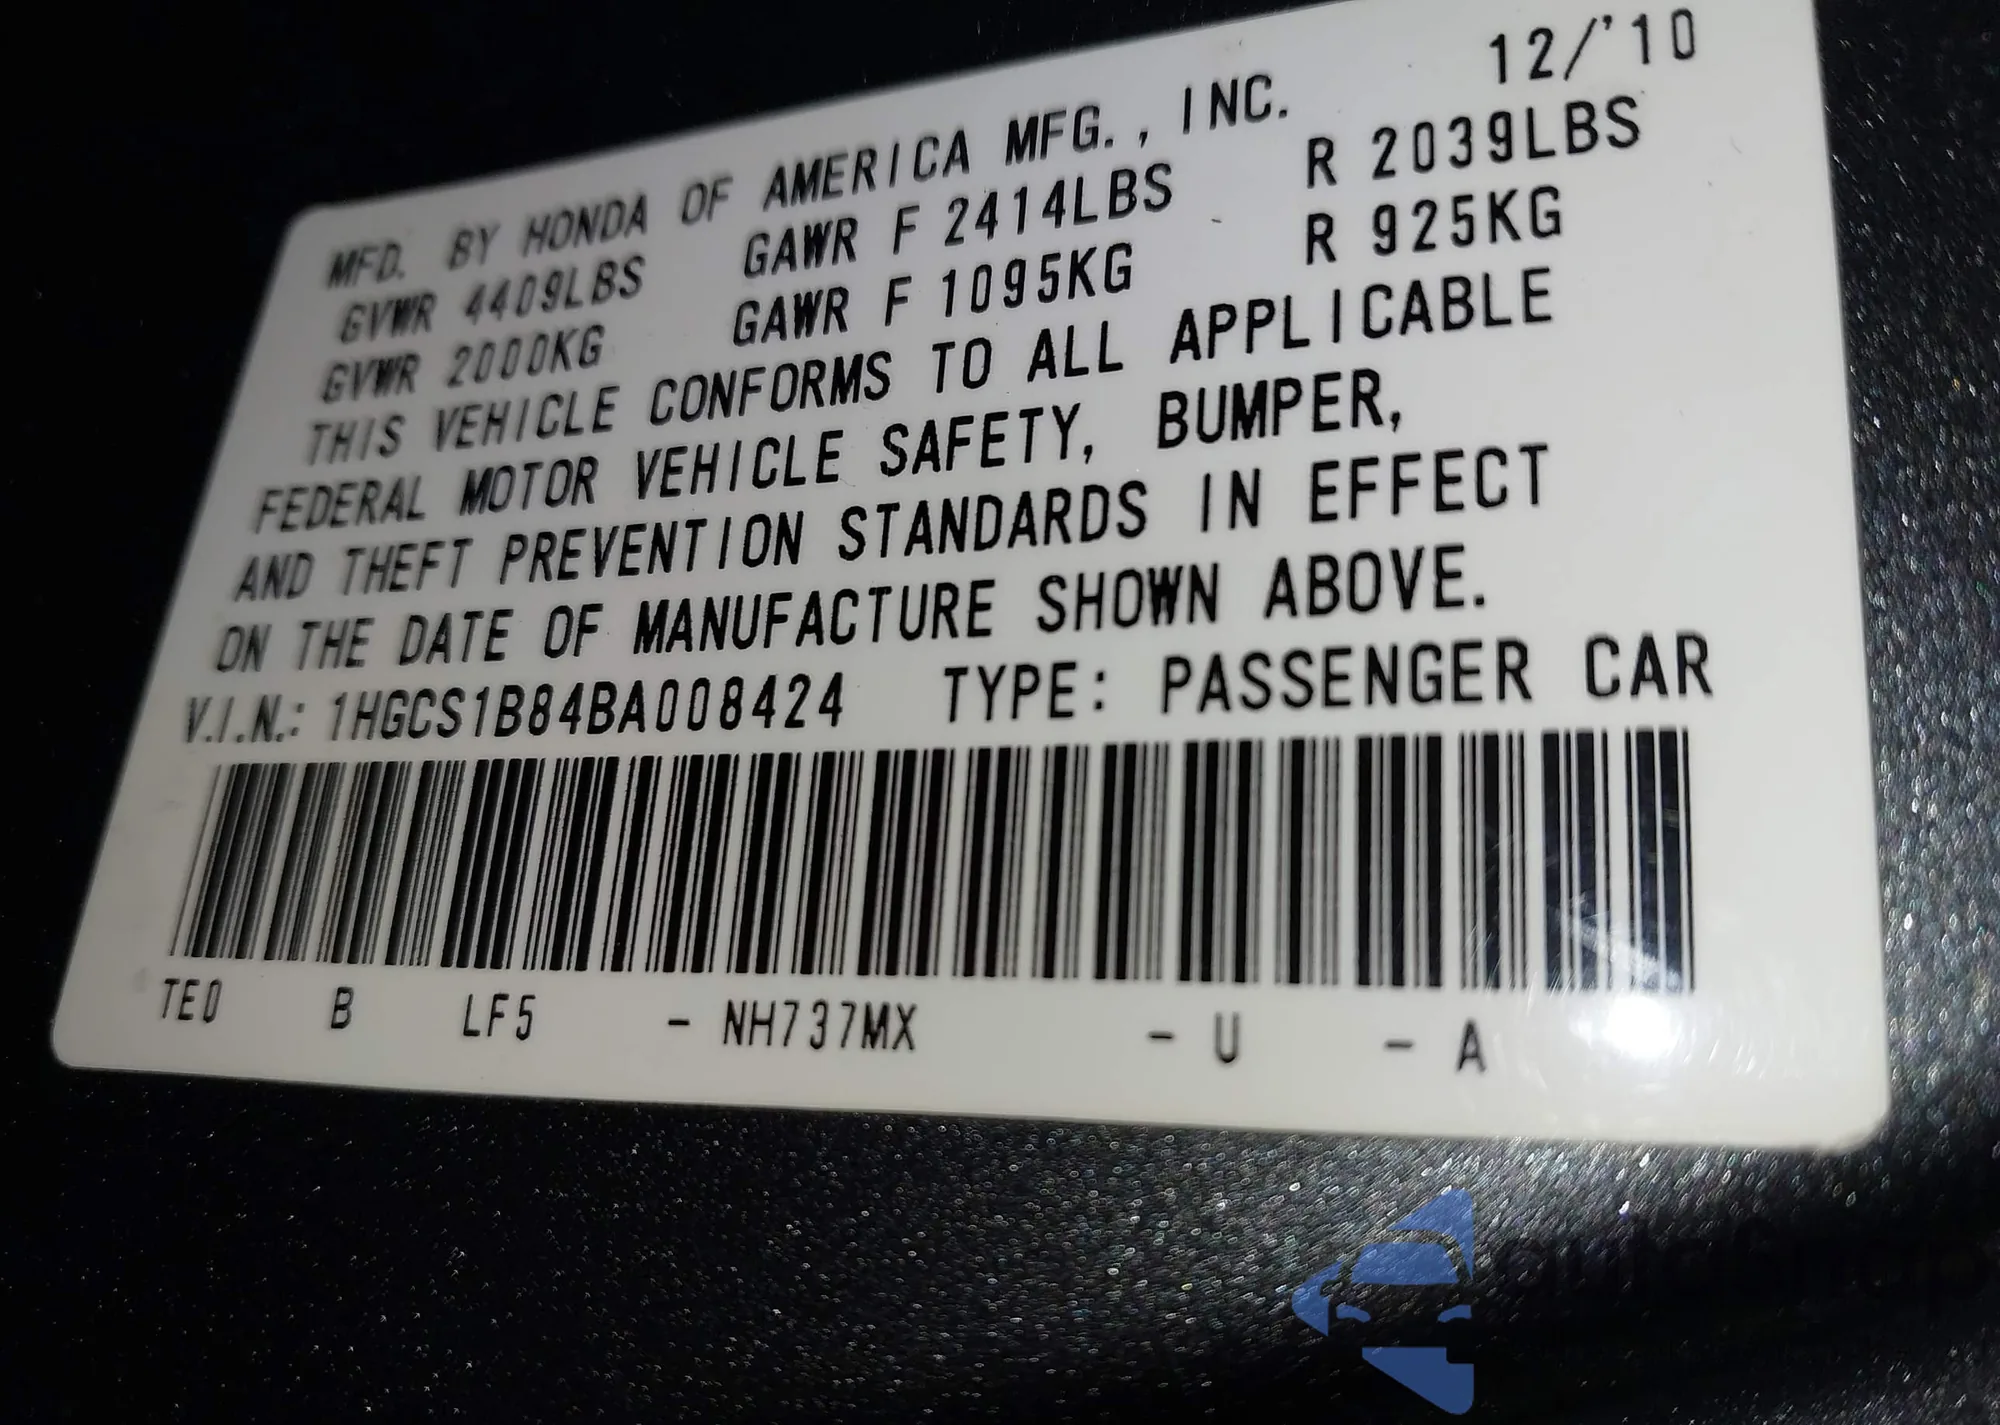 12/'10
MFD. BY HONDA OF AMERICA MFG., INC.
GVWR 4409LBS GAWR F 2414LBS R 2039LBS
GVWR 2000KG GAWR F 1095KG R 925KG
THIS VEHICLE CONFORMS TO ALL APPLICABLE
FEDERAL MOTOR VEHICLE SAFETY, BUMPER,
AND THEFT PREVENTION STANDARDS IN EFFECT
ON THE DATE OF MANUFACTURE SHOWN ABOVE.
V.I.N.: 1HGCS1B84BA008424 TYPE: PASSENGER CAR
TE0 B LF5 - NH737MX - U - A